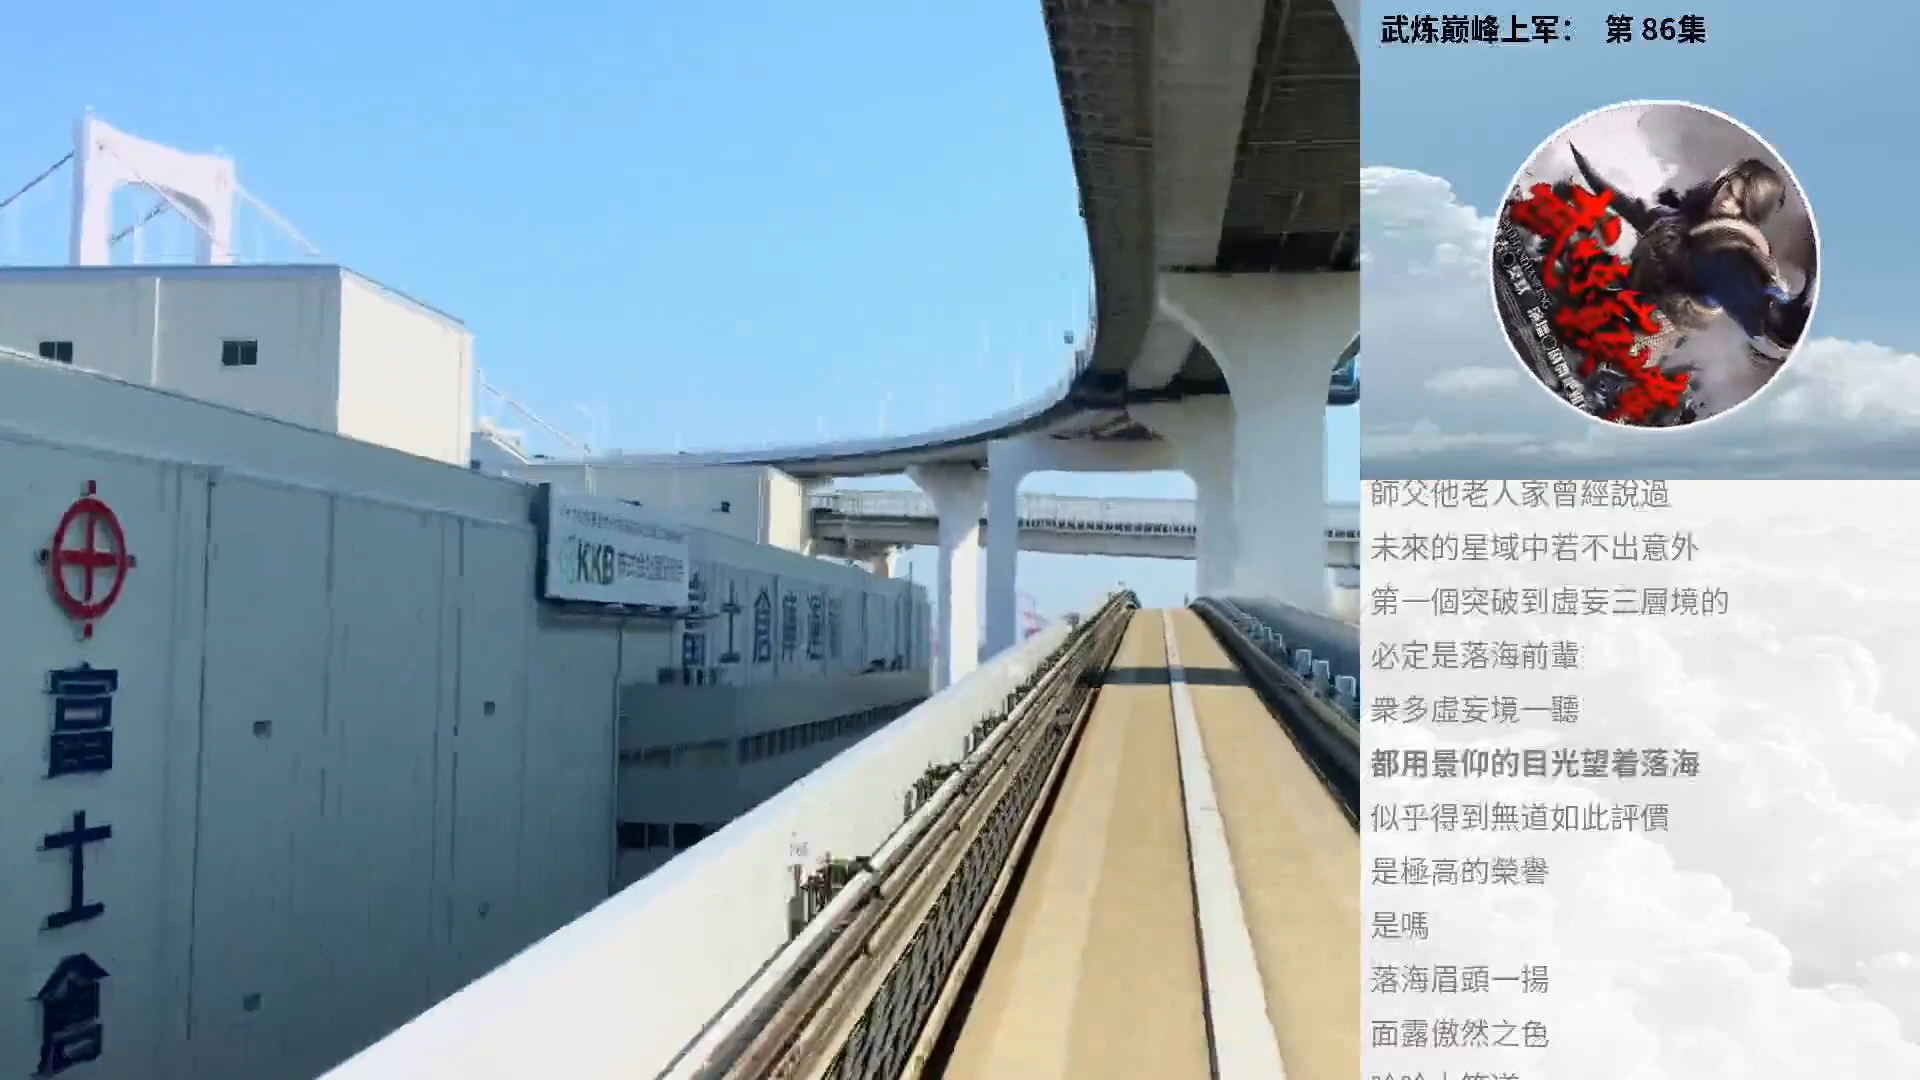 武炼巅峰上军： 第 86集
師父他老人家曾經說過
未來的星域中若不出意外
第一個突破到虛妄三層境的
必定是落海前輩
衆多虛妄境一聽
都用景仰的目光望着落海
似乎得到無道如此評價
是極高的榮譽
是嗎
落海眉頭一揚
面露傲然之色
富士倉
KKB
富士倉庫運輸